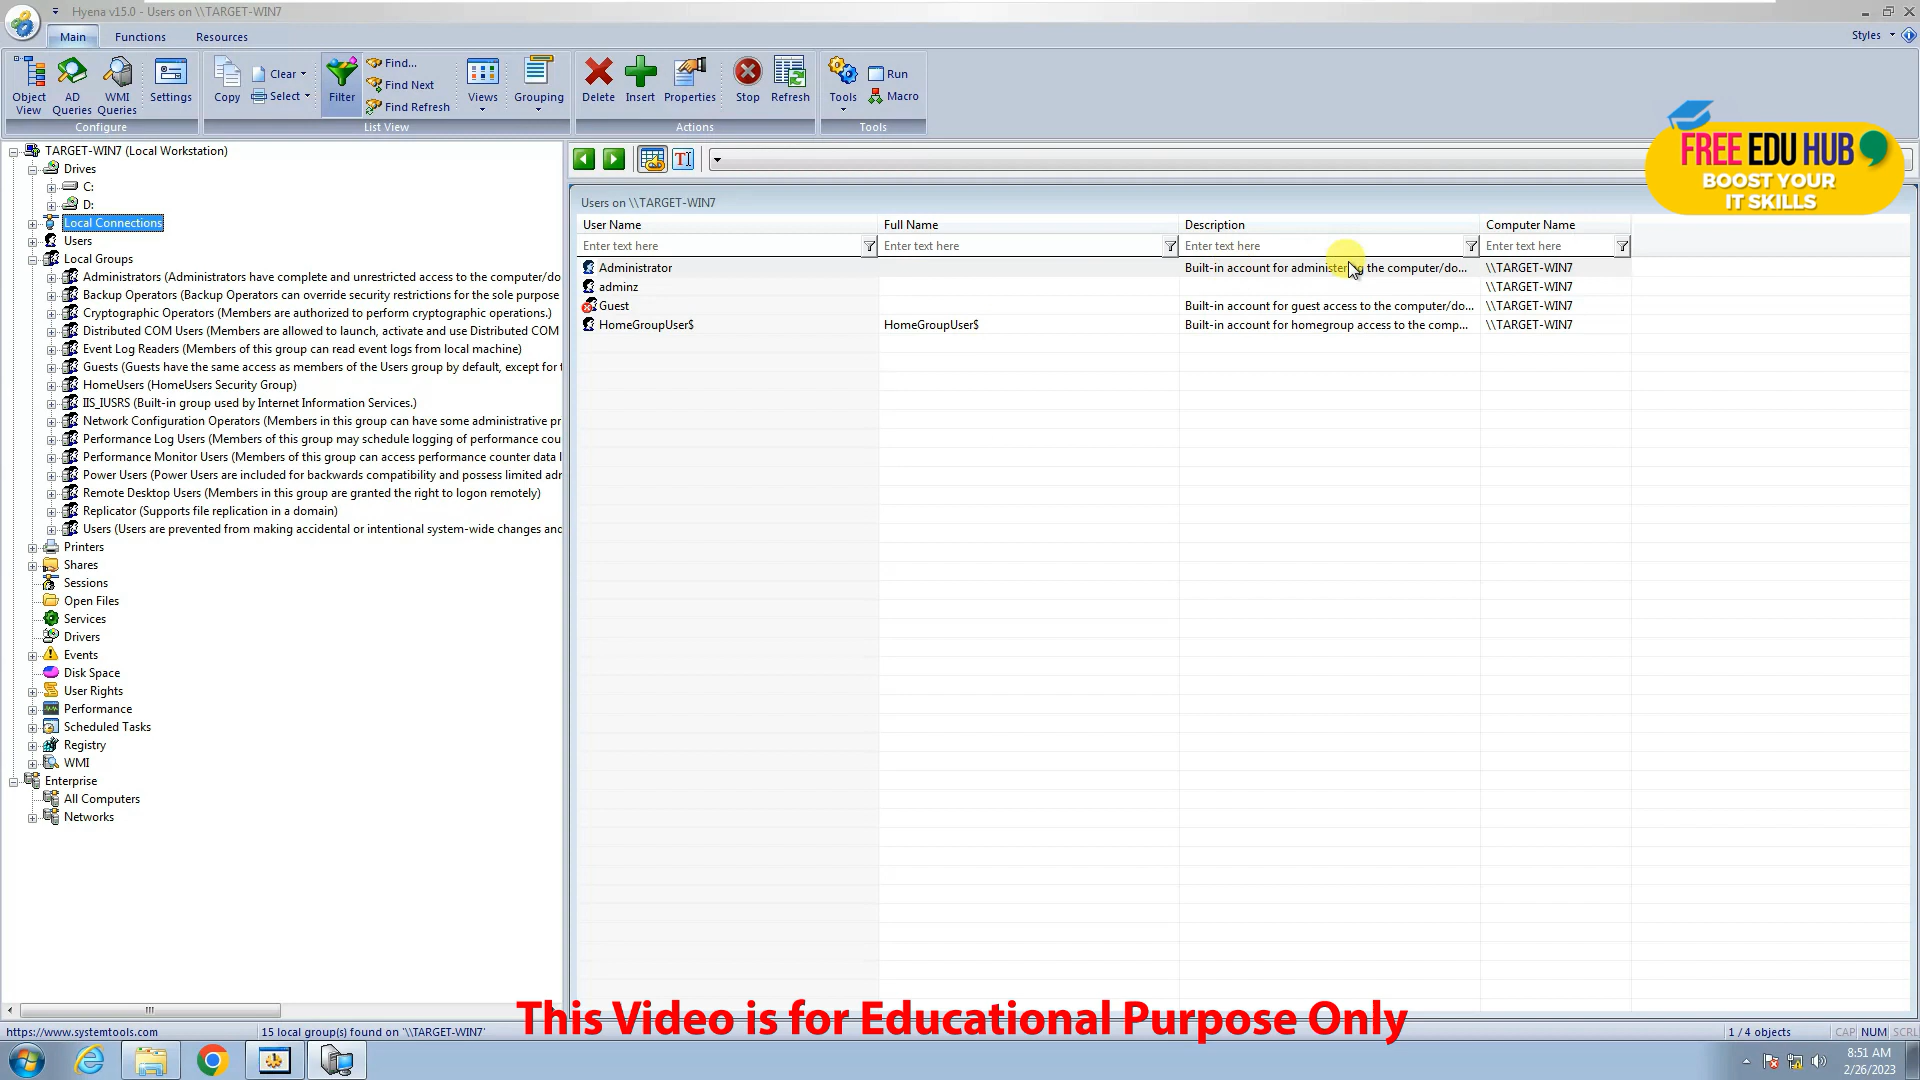 Hyena v15.0 - Users on \\TARGET-WIN7
Main Functions Resources Styles
Object View
AD Queries
WMI Queries
Settings
Configure
Copy
Clear
Select
Filter
Find...
Find Next
Find Refresh
Views
Grouping
List View
Delete
Insert
Properties
Stop
Refresh
Actions
Tools
Run
Macro
Tools
FREE EDU HUB
BOOST YOUR
IT SKILLS
TARGET-WIN7 (Local Workstation)
Drives
C:
D:
Local Connections
Users
Local Groups
Administrators (Administrators have complete and unrestricted access to the computer/do
Backup Operators (Backup Operators can override security restrictions for the sole purpose
Cryptographic Operators (Members are authorized to perform cryptographic operations.)
Distributed COM Users (Members are allowed to launch, activate and use Distributed COM
Event Log Readers (Members of this group can read event logs from local machine)
Guests (Guests have the same access as members of the Users group by default, except for t
HomeUsers (HomeUsers Security Group)
IIS_IUSRS (Built-in group used by Internet Information Services.)
Network Configuration Operators (Members in this group can have some administrative pr
Performance Log Users (Members of this group may schedule logging of performance cou
Performance Monitor Users (Members of this group can access performance counter data l
Power Users (Power Users are included for backwards compatibility and possess limited adr
Remote Desktop Users (Members in this group are granted the right to logon remotely)
Replicator (Supports file replication in a domain)
Users (Users are prevented from making accidental or intentional system-wide changes and
Printers
Shares
Sessions
Open Files
Services
Drivers
Events
Disk Space
User Rights
Performance
Scheduled Tasks
Registry
WMI
Enterprise
All Computers
Networks
Users on \\TARGET-WIN7
User Name Full Name Description Computer Name
Enter text here Enter text here Enter text here Enter text here
Administrator Built-in account for administering the computer/do... \\TARGET-WIN7
adminz \\TARGET-WIN7
Guest Built-in account for guest access to the computer/do... \\TARGET-WIN7
HomeGroupUser$ HomeGroupUser$ Built-in account for homegroup access to the comp... \\TARGET-WIN7
This Video is for Educational Purpose Only
https://www.systemtools.com 15 local group(s) found on '\\TARGET-WIN7' 1 / 4 objects CAP NUM SCRL
8:51 AM
2/26/2023